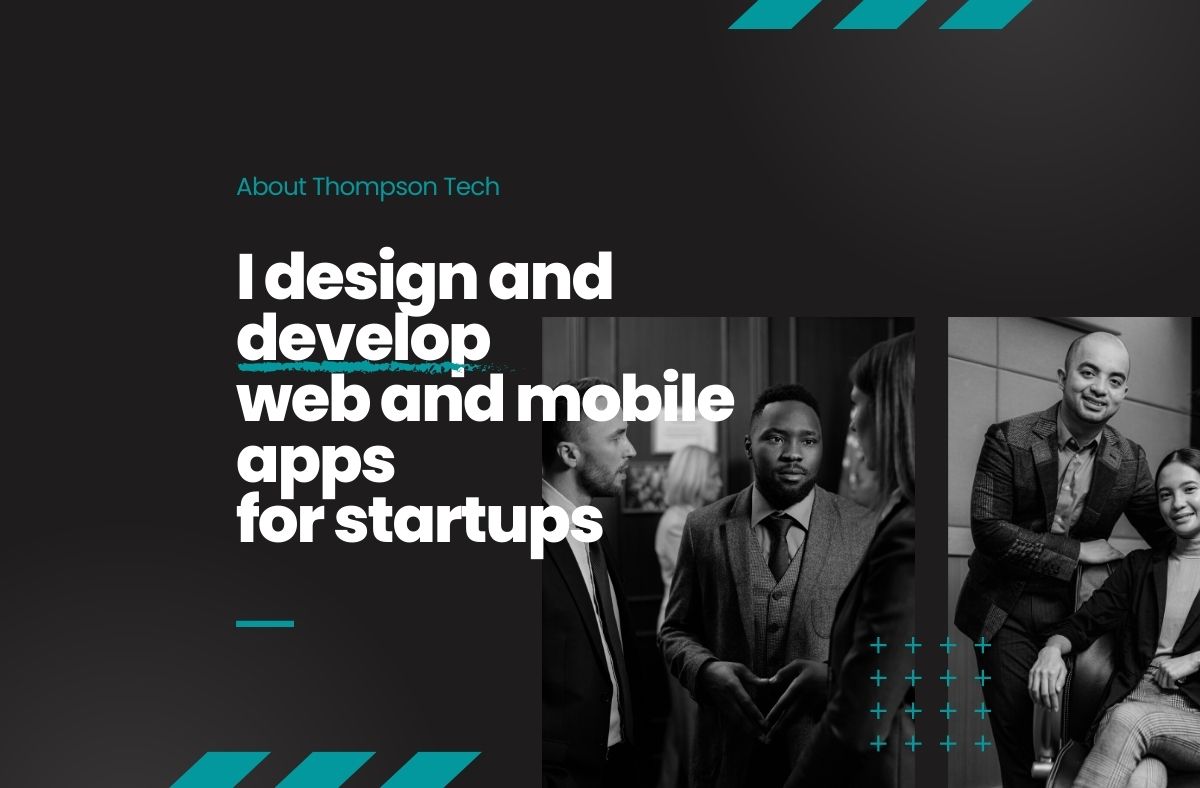 About Thompson Tech
I design and
develop
web and mobile
apps
for startups